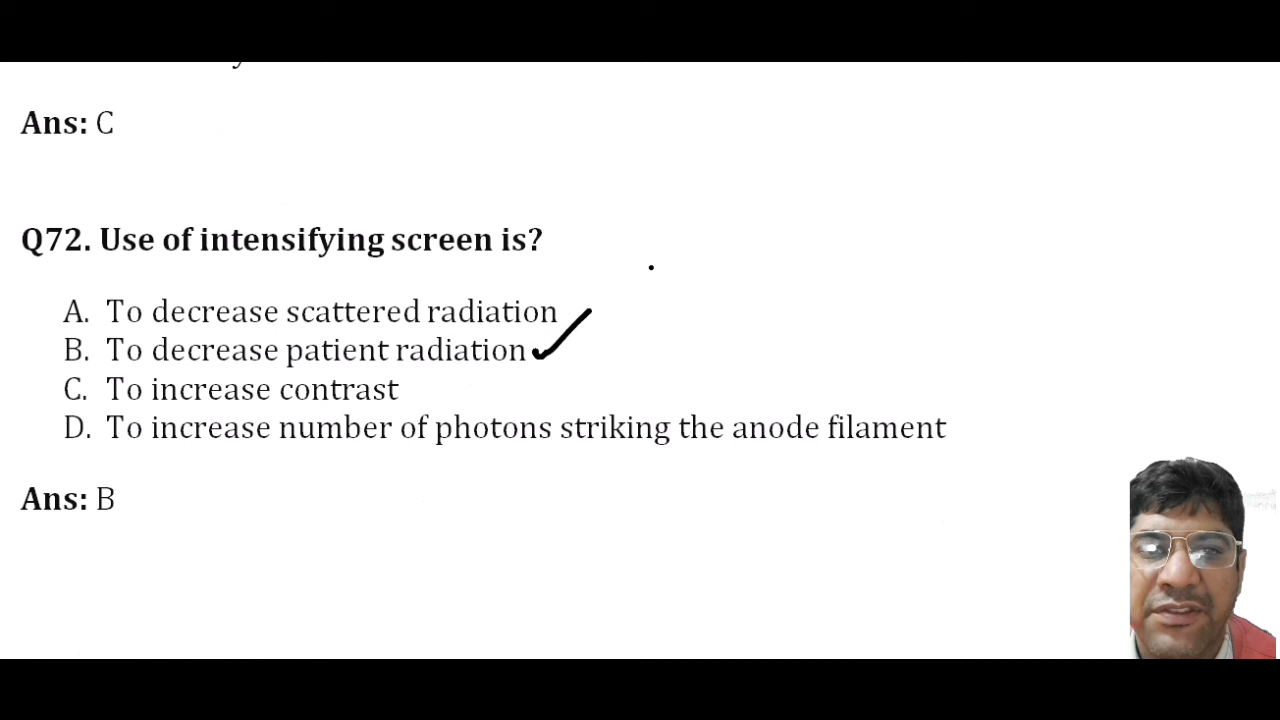 Ans: C
Q72. Use of intensifying screen is?
A. To decrease scattered radiation
B. To decrease patient radiation
C. To increase contrast
D. To increase number of photons striking the anode filament
Ans: B